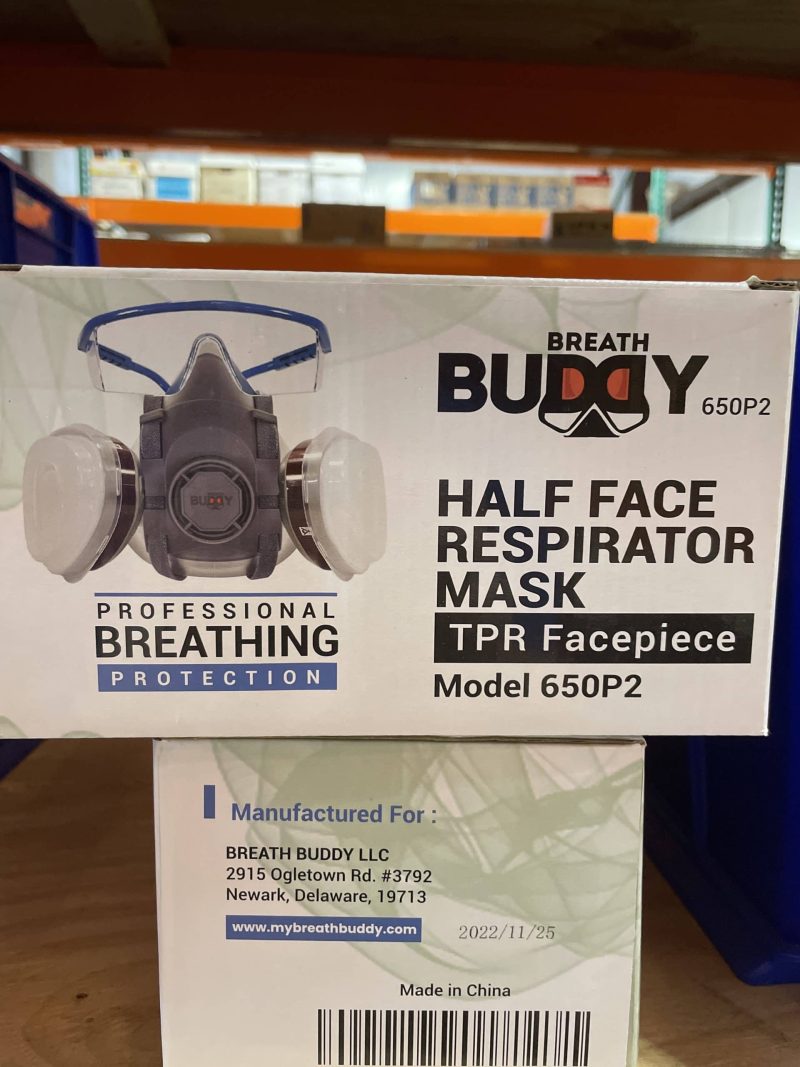 BREATH
BUDDY 650P2
BUDDY
HALF FACE
RESPIRATOR
MASK
TPR Facepiece
Model 650P2
PROFESSIONAL
BREATHING
PROTECTION
Manufactured For :
BREATH BUDDY LLC
2915 Ogletown Rd. #3792
Newark, Delaware, 19713
www.mybreathbuddy.com
2022/11/25
Made in China